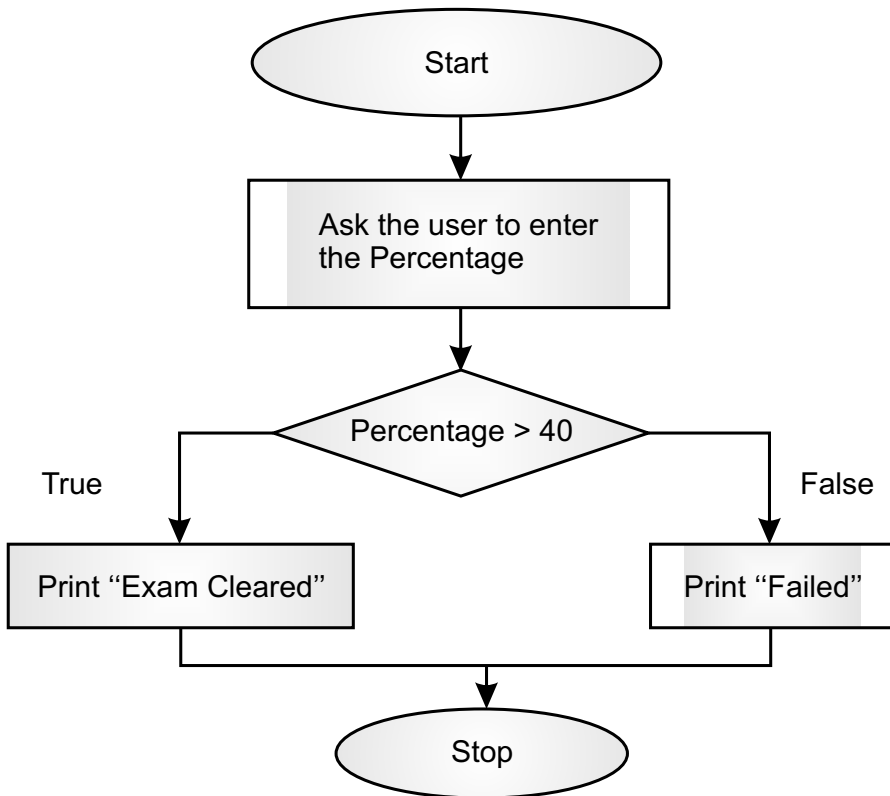 Start
Ask the user to enter
the Percentage
Percentage > 40
True
False
Print ‘‘Exam Cleared’’
Print ‘‘Failed’’
Stop